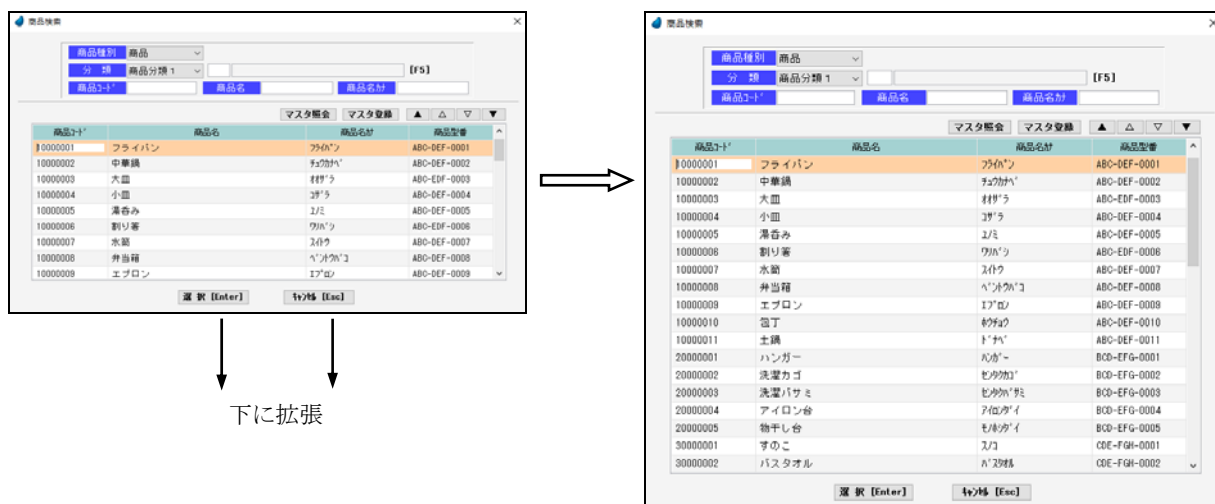 商品検索
商品種別 商品
分 類 商品分類1 [F5]
商品ｺｰﾄﾞ 商品名 商品名ｶﾅ
マスタ照会 マスタ登録 ▲ △ ▽ ▼
商品ｺｰﾄﾞ 商品名 商品名ｶﾅ 商品型番
10000001 フライパン ﾌﾗｲﾊﾟﾝ ABC-DEF-0001
10000002 中華鍋 ﾁｭｳｶﾅﾍﾞ ABC-DEF-0002
10000003 大皿 ｵｵｻﾞﾗ ABC-EDF-0003
10000004 小皿 ｺｻﾞﾗ ABC-DEF-0004
10000005 湯呑み ﾕﾉﾐ ABC-DEF-0005
10000006 割り箸 ﾜﾘﾊﾞｼ ABC-EDF-0006
10000007 水筒 ｽｲﾄｳ ABC-DEF-0007
10000008 弁当箱 ﾍﾞﾝﾄｳﾊﾞｺ ABC-DEF-0008
10000009 エプロン ｴﾌﾟﾛﾝ ABC-DEF-0009
選 択 [Enter] ｷｬﾝｾﾙ [Esc]
下に拡張
商品検索
商品種別 商品
分 類 商品分類1 [F5]
商品ｺｰﾄﾞ 商品名 商品名ｶﾅ
マスタ照会 マスタ登録 ▲ △ ▽ ▼
商品ｺｰﾄﾞ 商品名 商品名ｶﾅ 商品型番
10000001 フライパン ﾌﾗｲﾊﾟﾝ ABC-DEF-0001
10000002 中華鍋 ﾁｭｳｶﾅﾍﾞ ABC-DEF-0002
10000003 大皿 ｵｵｻﾞﾗ ABC-EDF-0003
10000004 小皿 ｺｻﾞﾗ ABC-DEF-0004
10000005 湯呑み ﾕﾉﾐ ABC-DEF-0005
10000006 割り箸 ﾜﾘﾊﾞｼ ABC-EDF-0006
10000007 水筒 ｽｲﾄｳ ABC-DEF-0007
10000008 弁当箱 ﾍﾞﾝﾄｳﾊﾞｺ ABC-DEF-0008
10000009 エプロン ｴﾌﾟﾛﾝ ABC-DEF-0009
10000010 包丁 ﾎｳﾁｮｳ ABC-DEF-0010
10000011 土鍋 ﾄﾞﾅﾍﾞ ABC-DEF-0011
20000001 ハンガー ﾊﾝｶﾞｰ BCD-EFG-0001
20000002 洗濯カゴ ｾﾝﾀｸｶｺﾞ BCD-EFG-0002
20000003 洗濯バサミ ｾﾝﾀｸﾊﾞｻﾐ BCD-EFG-0003
20000004 アイロン台 ｱｲﾛﾝﾀﾞｲ BCD-EFG-0004
20000005 物干し台 ﾓﾉﾎｼﾀﾞｲ BCD-EFG-0005
30000001 すのこ ｽﾉｺ CDE-FGH-0001
30000002 バスタオル ﾊﾞｽﾀｵﾙ CDE-FGH-0002
選 択 [Enter] ｷｬﾝｾﾙ [Esc]